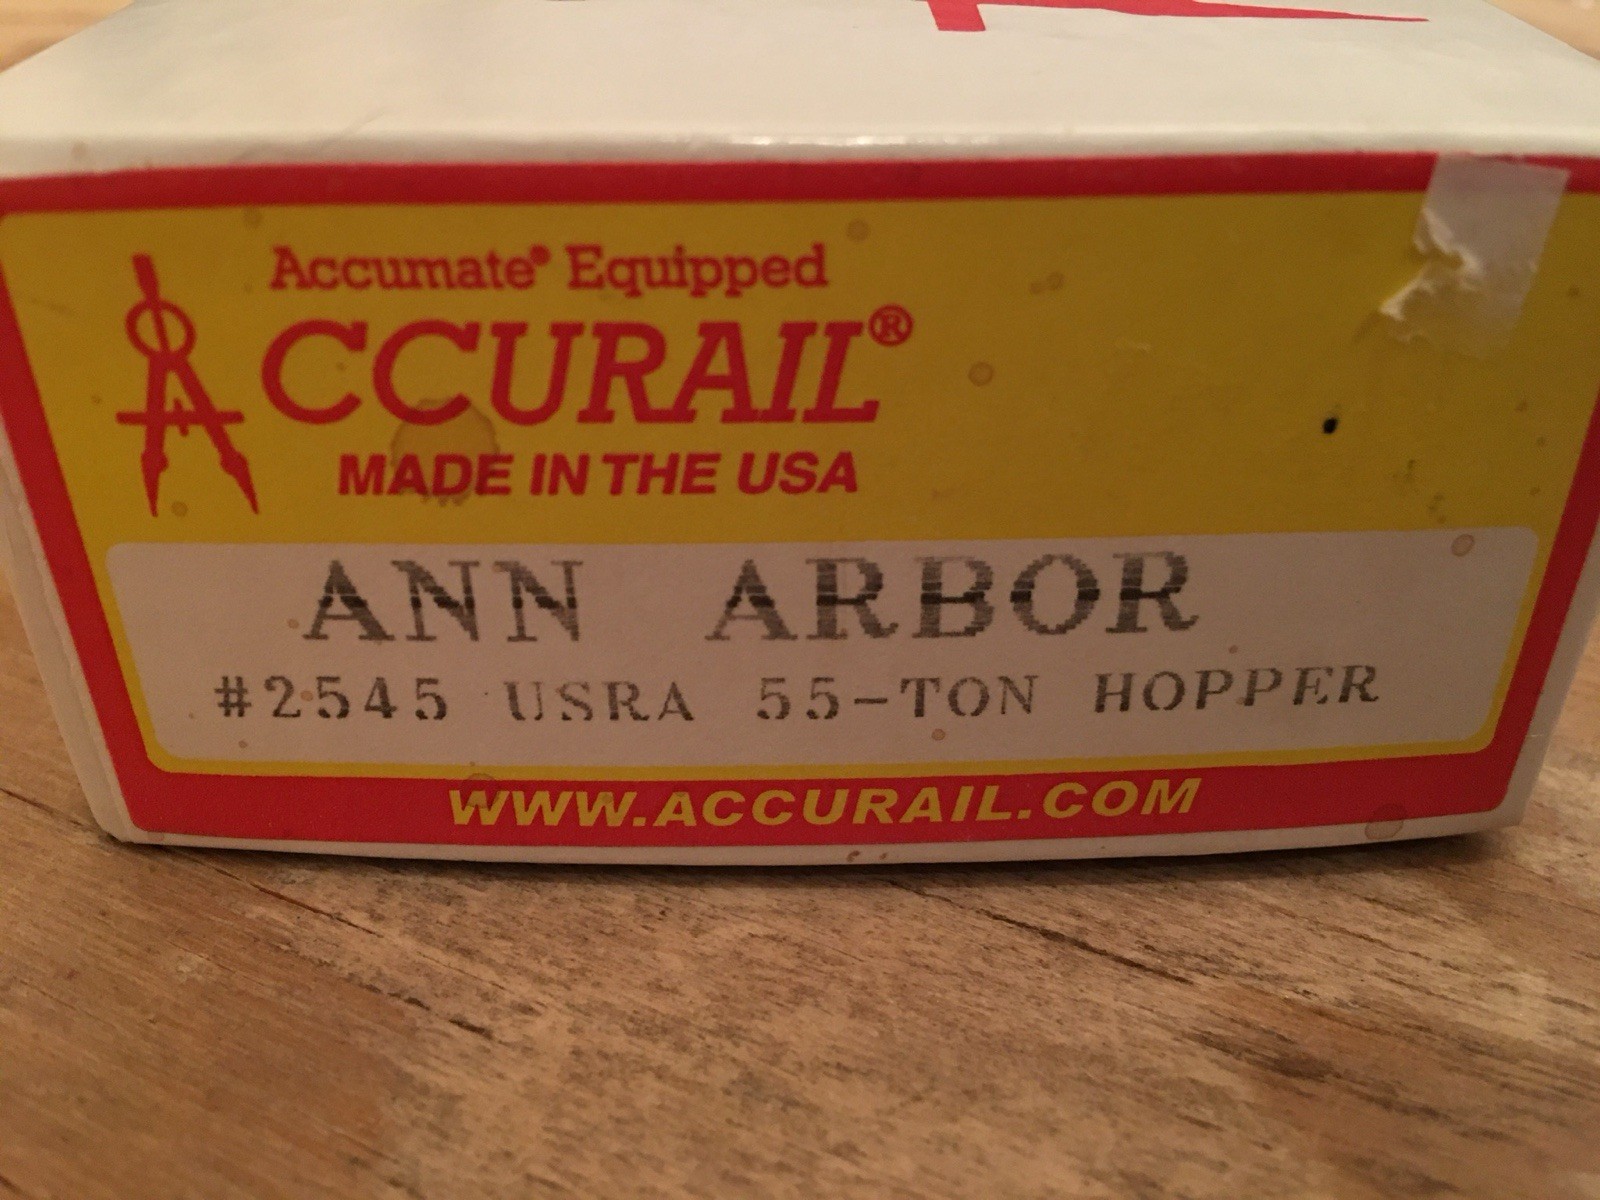 Accumate® Equipped
ACCURAIL®
MADE IN THE USA
ANN ARBOR
#2545 USRA 55-TON HOPPER
WWW.ACCURAIL.COM